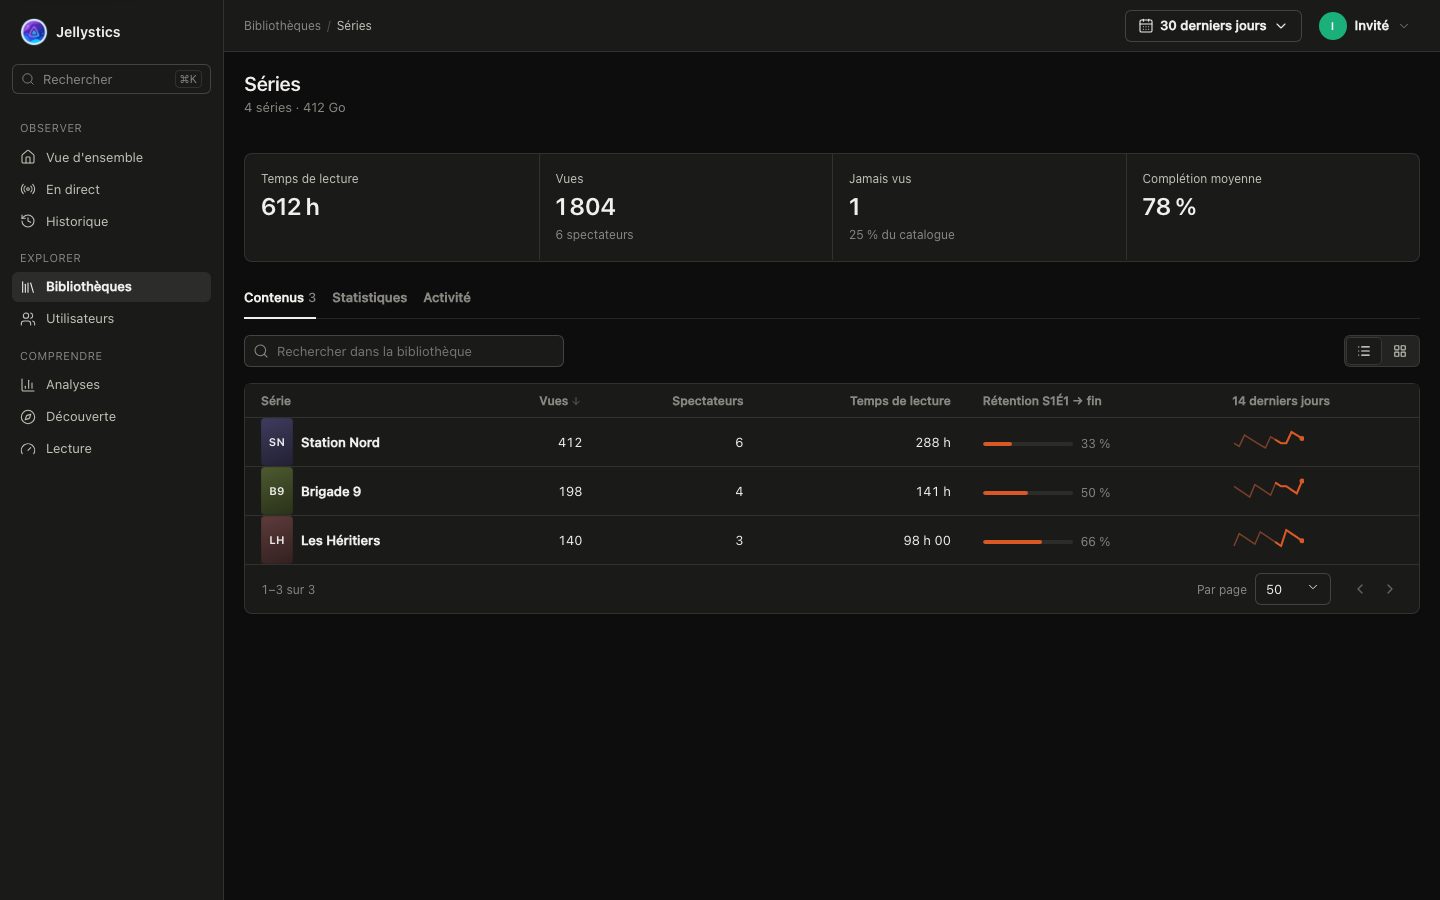 Jellystics
Rechercher ⌘K
OBSERVER
Vue d'ensemble
En direct
Historique
EXPLORER
Bibliothèques
Utilisateurs
COMPRENDRE
Analyses
Découverte
Lecture
Bibliothèques / Séries
30 derniers jours
I Invité
Séries
4 séries · 412 Go
Temps de lecture
612 h
Vues
1 804
6 spectateurs
Jamais vus
1
25 % du catalogue
Complétion moyenne
78 %
Contenus 3 Statistiques Activité
Rechercher dans la bibliothèque
Série Vues ↓ Spectateurs Temps de lecture Rétention S1É1 → fin 14 derniers jours
SN Station Nord 412 6 288 h 33 %
B9 Brigade 9 198 4 141 h 50 %
LH Les Héritiers 140 3 98 h 00 66 %
1–3 sur 3 Par page 50